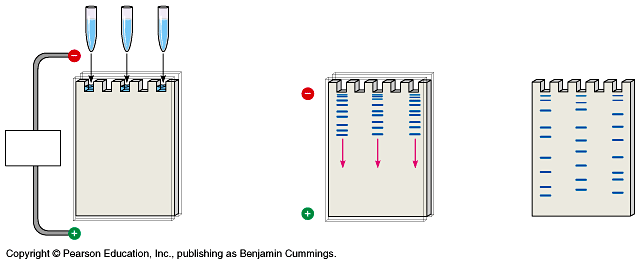 −
−
+
+
Copyright © Pearson Education, Inc., publishing as Benjamin Cummings.